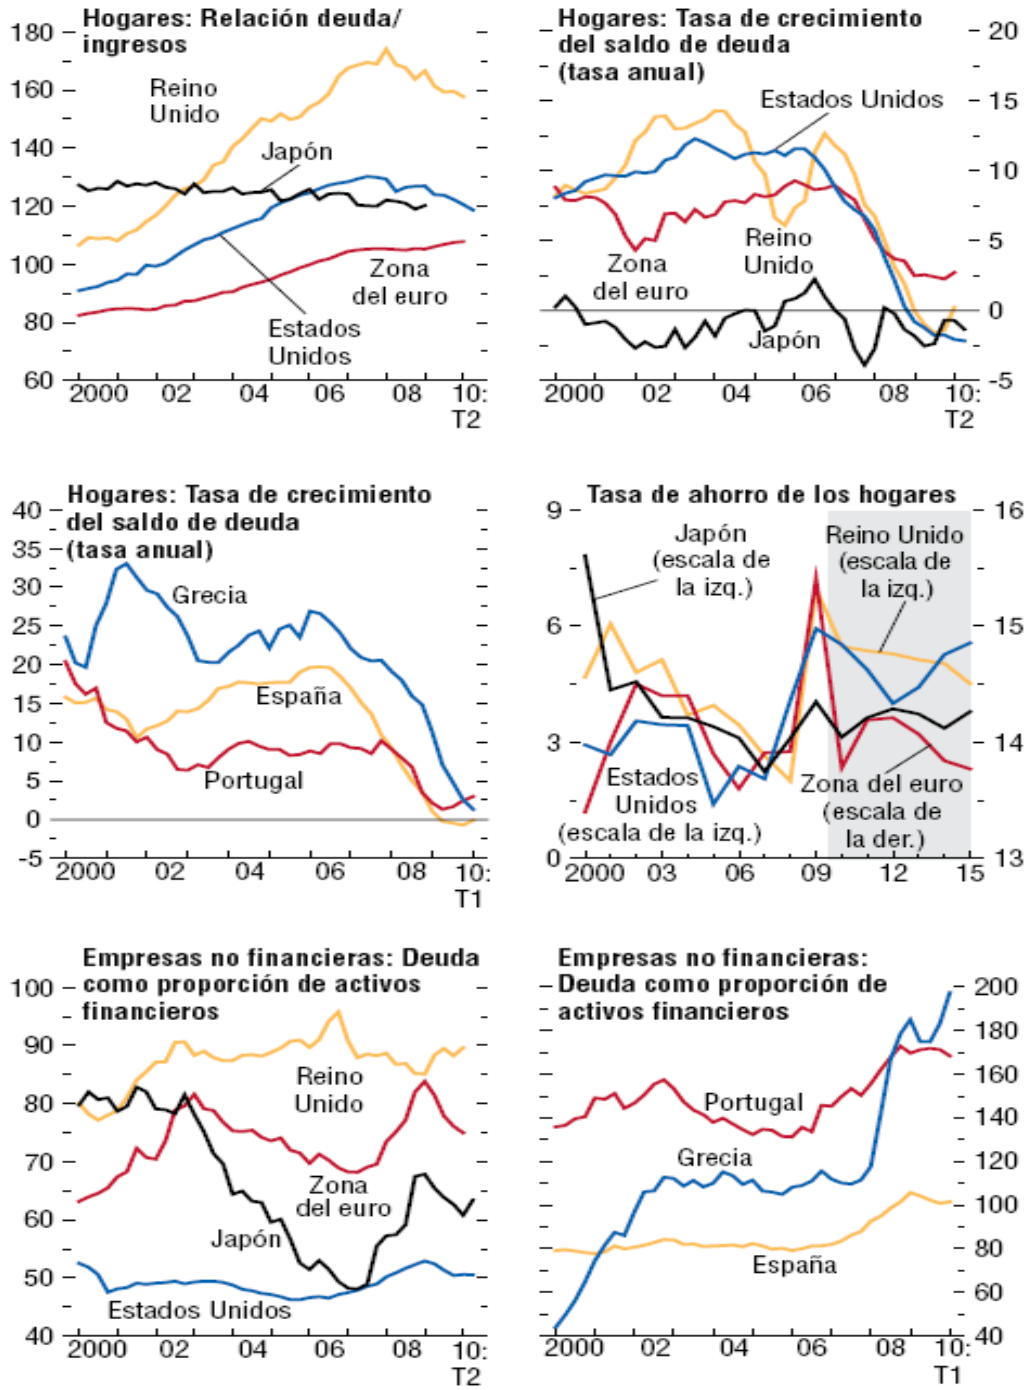 Hogares: Relación deuda/
ingresos
180
160
140
120
100
80
60
Reino
Unido
Japón
Zona
del euro
Estados
Unidos
2000 02 04 06 08 10:
T2
Hogares: Tasa de crecimiento
del saldo de deuda
(tasa anual)
20
15
10
5
0
-5
Estados Unidos
Zona
del euro
Reino
Unido
Japón
2000 02 04 06 08 10:
T2
Hogares: Tasa de crecimiento
del saldo de deuda
(tasa anual)
40
35
30
25
20
15
10
5
0
-5
Grecia
España
Portugal
2000 02 04 06 08 10:
T1
Tasa de ahorro de los hogares
9
6
3
0
16
15
14
13
Japón
(escala de
la izq.)
Reino Unido
(escala de
la izq.)
Estados
Unidos
(escala de la izq.)
Zona del euro
(escala de
la der.)
2000 03 06 09 12 15
Empresas no financieras: Deuda
como proporción de activos
financieros
100
90
80
70
60
50
40
Reino
Unido
Zona
del euro
Japón
Estados Unidos
2000 02 04 06 08 10:
T2
Empresas no financieras:
Deuda como proporción de
activos financieros
200
180
160
140
120
100
80
60
40
Portugal
Grecia
España
2000 02 04 06 08 10:
T1